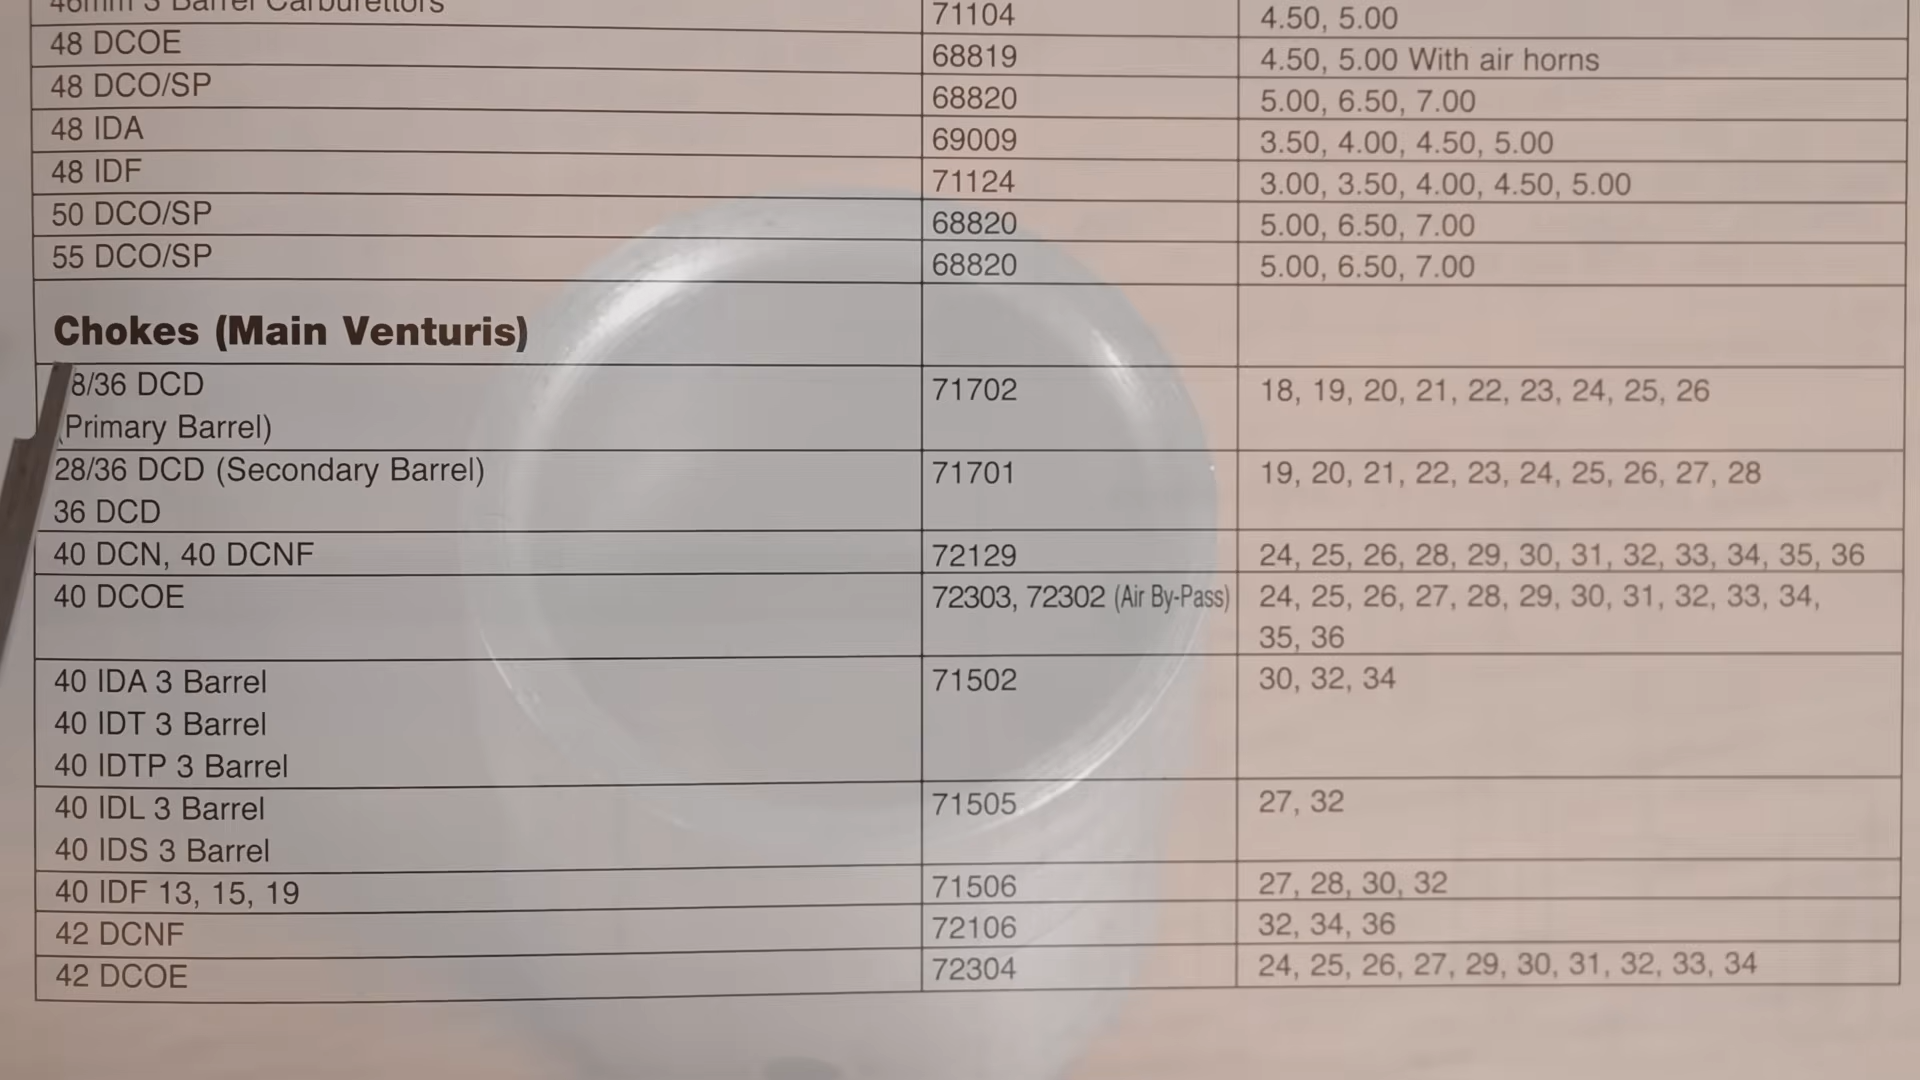 46mm 3 Barrel Carburettors 71104 4.50, 5.00
48 DCOE 68819 4.50, 5.00 With air horns
48 DCO/SP 68820 5.00, 6.50, 7.00
48 IDA 69009 3.50, 4.00, 4.50, 5.00
48 IDF 71124 3.00, 3.50, 4.00, 4.50, 5.00
50 DCO/SP 68820 5.00, 6.50, 7.00
55 DCO/SP 68820 5.00, 6.50, 7.00
Chokes (Main Venturis)
8/36 DCD 71702 18, 19, 20, 21, 22, 23, 24, 25, 26
(Primary Barrel)
28/36 DCD (Secondary Barrel) 71701 19, 20, 21, 22, 23, 24, 25, 26, 27, 28
36 DCD
40 DCN, 40 DCNF 72129 24, 25, 26, 28, 29, 30, 31, 32, 33, 34, 35, 36
40 DCOE 72303, 72302 (Air By-Pass) 24, 25, 26, 27, 28, 29, 30, 31, 32, 33, 34,
35, 36
40 IDA 3 Barrel 71502 30, 32, 34
40 IDT 3 Barrel
40 IDTP 3 Barrel
40 IDL 3 Barrel 71505 27, 32
40 IDS 3 Barrel
40 IDF 13, 15, 19 71506 27, 28, 30, 32
42 DCNF 72106 32, 34, 36
42 DCOE 72304 24, 25, 26, 27, 29, 30, 31, 32, 33, 34